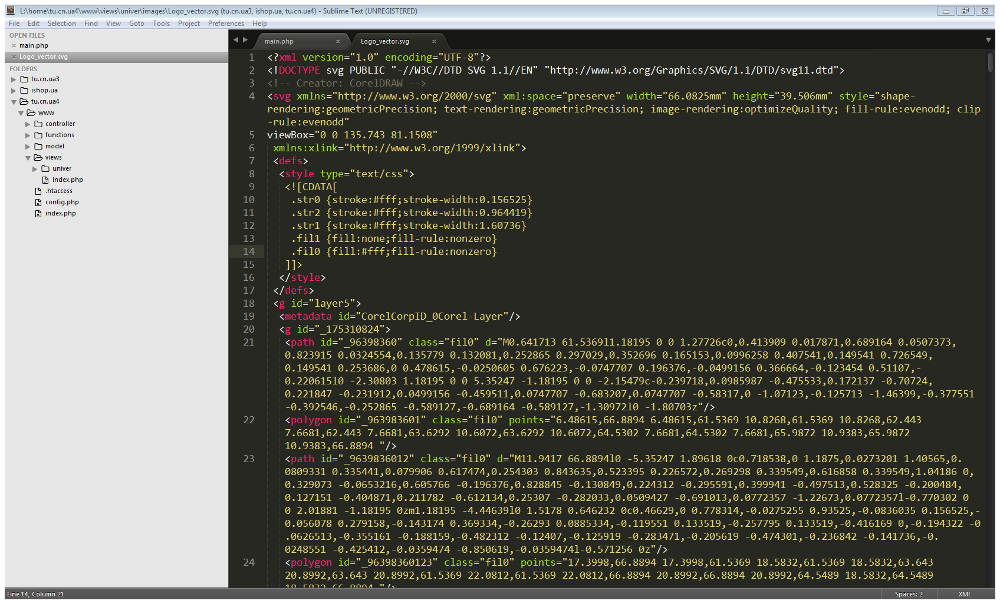 L:\home\tu.cn.ua4\www\views\univer\images\Logo_vector.svg (tu.cn.ua3, ishop.ua, tu.cn.ua4) - Sublime Text (UNREGISTERED)
File Edit Selection Find View Goto Tools Project Preferences Help
OPEN FILES
main.php
Logo_vector.svg
FOLDERS
tu.cn.ua3
ishop.ua
tu.cn.ua4
www
controller
functions
model
views
univer
index.php
.htaccess
config.php
index.php
main.php
Logo_vector.svg
1 <?xml version="1.0" encoding="UTF-8"?>
2 <!DOCTYPE svg PUBLIC "-//W3C//DTD SVG 1.1//EN" "http://www.w3.org/Graphics/SVG/1.1/DTD/svg11.dtd">
3 <!-- Creator: CorelDRAW -->
4 <svg xmlns="http://www.w3.org/2000/svg" xml:space="preserve" width="66.0825mm" height="39.506mm" style="shape-
rendering:geometricPrecision; text-rendering:geometricPrecision; image-rendering:optimizeQuality; fill-rule:evenodd; clip
-rule:evenodd"
5 viewBox="0 0 135.743 81.1508"
6 xmlns:xlink="http://www.w3.org/1999/xlink">
7 <defs>
8 <style type="text/css">
9 <![CDATA[
10 .str0 {stroke:#fff;stroke-width:0.156525}
11 .str2 {stroke:#fff;stroke-width:0.964419}
12 .str1 {stroke:#fff;stroke-width:1.60736}
13 .fil1 {fill:none;fill-rule:nonzero}
14 .fil0 {fill:#fff;fill-rule:nonzero}
15 ]]>
16 </style>
17 </defs>
18 <g id="layer5">
19 <metadata id="CorelCorpID_0Corel-Layer"/>
20 <g id="_175310824">
21 <path id="_96398360" class="fil0" d="M0.641713 61.5369l1.18195 0 0 1.27726c0,0.413909 0.017871,0.689164 0.0507373,
0.823915 0.0324554,0.135779 0.132081,0.252865 0.297029,0.352696 0.165153,0.0996258 0.407541,0.149541 0.726549,
0.149541 0.253686,0 0.478615,-0.0250605 0.676223,-0.0747707 0.196376,-0.0499156 0.366664,-0.123454 0.51107,-
0.220615l0 -2.30803 1.18195 0 0 5.35247 -1.18195 0 0 -2.15479c-0.239718,0.0985987 -0.475533,0.172137 -0.70724,
0.221847 -0.231912,0.0499156 -0.459511,0.0747707 -0.683207,0.0747707 -0.58317,0 -1.07123,-0.125713 -1.46399,-0.377551
-0.392546,-0.252865 -0.589127,-0.689164 -0.589127,-1.30972l0 -1.80703z"/>
22 <polygon id="_963983601" class="fil0" points="6.48615,66.8894 6.48615,61.5369 10.8268,61.5369 10.8268,62.443
7.6681,62.443 7.6681,63.6292 10.6072,63.6292 10.6072,64.5302 7.6681,64.5302 7.6681,65.9872 10.9383,65.9872
10.9383,66.8894 "/>
23 <path id="_9639836012" class="fil0" d="M11.9417 66.8894l0 -5.35247 1.89618 0c0.718538,0 1.1875,0.0273201 1.40565,0.
0809331 0.335441,0.079906 0.617474,0.254303 0.843635,0.523395 0.226572,0.269298 0.339549,0.616858 0.339549,1.04186 0,
0.329073 -0.0653216,0.605766 -0.196376,0.828845 -0.130849,0.224312 -0.295591,0.399941 -0.497513,0.528325 -0.200484,
0.127151 -0.404871,0.211782 -0.612134,0.25307 -0.282033,0.0509427 -0.691013,0.0772357 -1.22673,0.0772357l-0.770302 0
0 2.01881 -1.18195 0zm1.18195 -4.44639l0 1.5178 0.646232 0c0.46629,0 0.778314,-0.0275255 0.93525,-0.0836035 0.156525,-
0.056078 0.279158,-0.143174 0.369334,-0.26293 0.0885334,-0.119551 0.133519,-0.257795 0.133519,-0.416169 0,-0.194322 -0
.0626513,-0.355161 -0.188159,-0.482312 -0.12407,-0.125919 -0.283471,-0.205619 -0.474301,-0.236842 -0.141736,-0.
0248551 -0.425412,-0.0359474 -0.850619,-0.0359474l-0.571256 0z"/>
24 <polygon id="_96398360123" class="fil0" points="17.3998,66.8894 17.3998,61.5369 18.5832,61.5369 18.5832,63.643
20.8992,63.643 20.8992,61.5369 22.0812,61.5369 22.0812,66.8894 20.8992,66.8894 20.8992,64.5489 18.5832,64.5489
18.5832,66.8894 "/>
Line 14, Column 21
Spaces: 2
XML